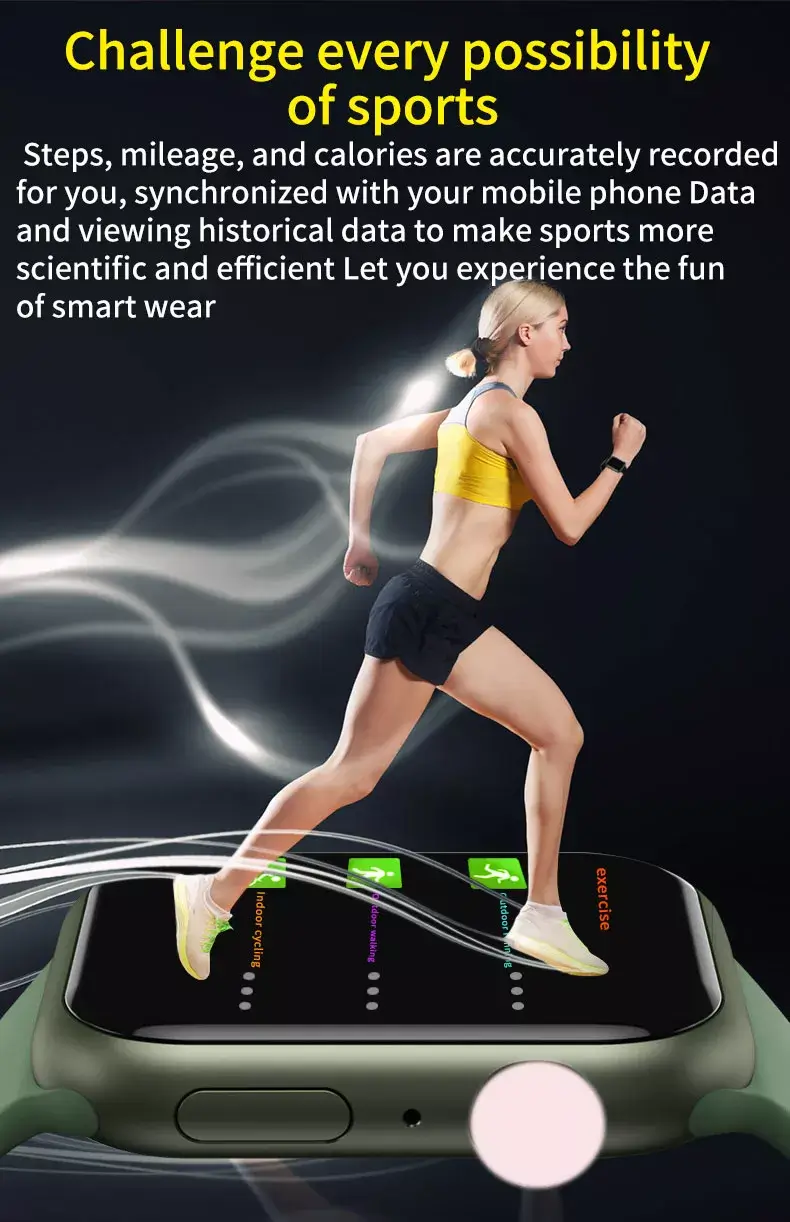 Challenge every possibility
of sports
Steps, mileage, and calories are accurately recorded
for you, synchronized with your mobile phone Data
and viewing historical data to make sports more
scientific and efficient Let you experience the fun
of smart wear
exercise
Outdoor walking
Indoor cycling